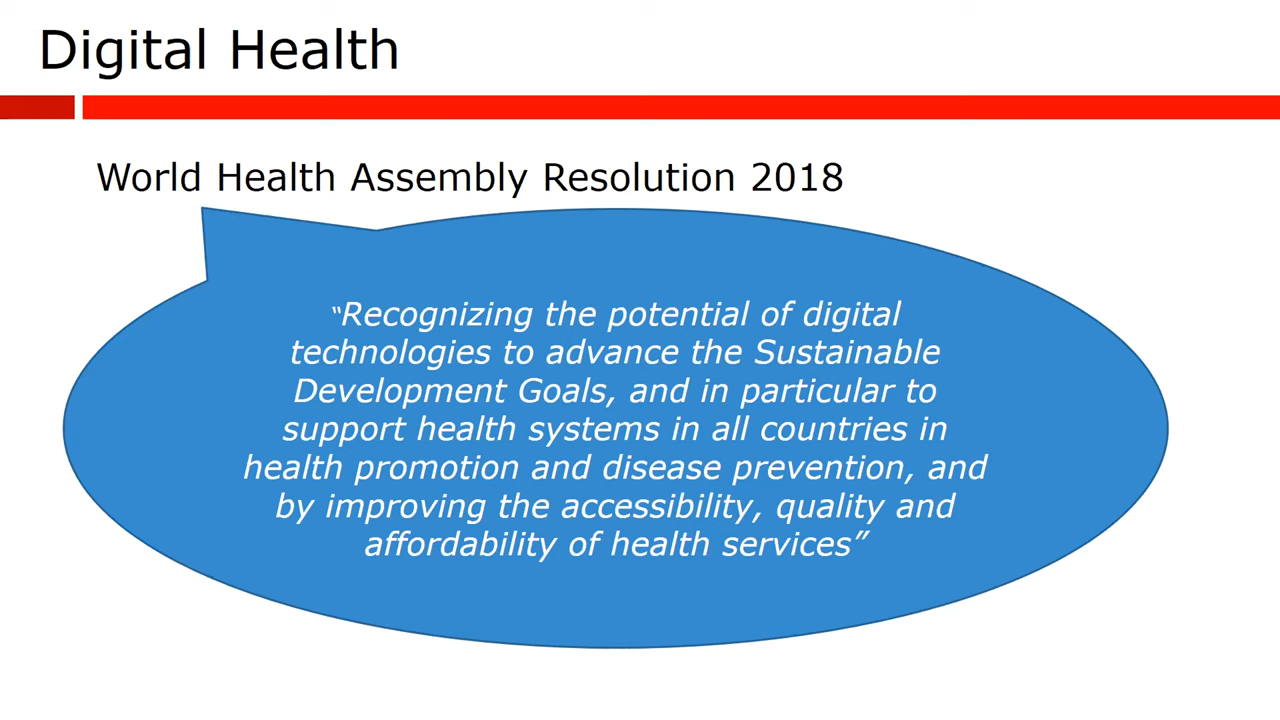 Digital Health
World Health Assembly Resolution 2018
“Recognizing the potential of digital
technologies to advance the Sustainable
Development Goals, and in particular to
support health systems in all countries in
health promotion and disease prevention, and
by improving the accessibility, quality and
affordability of health services”